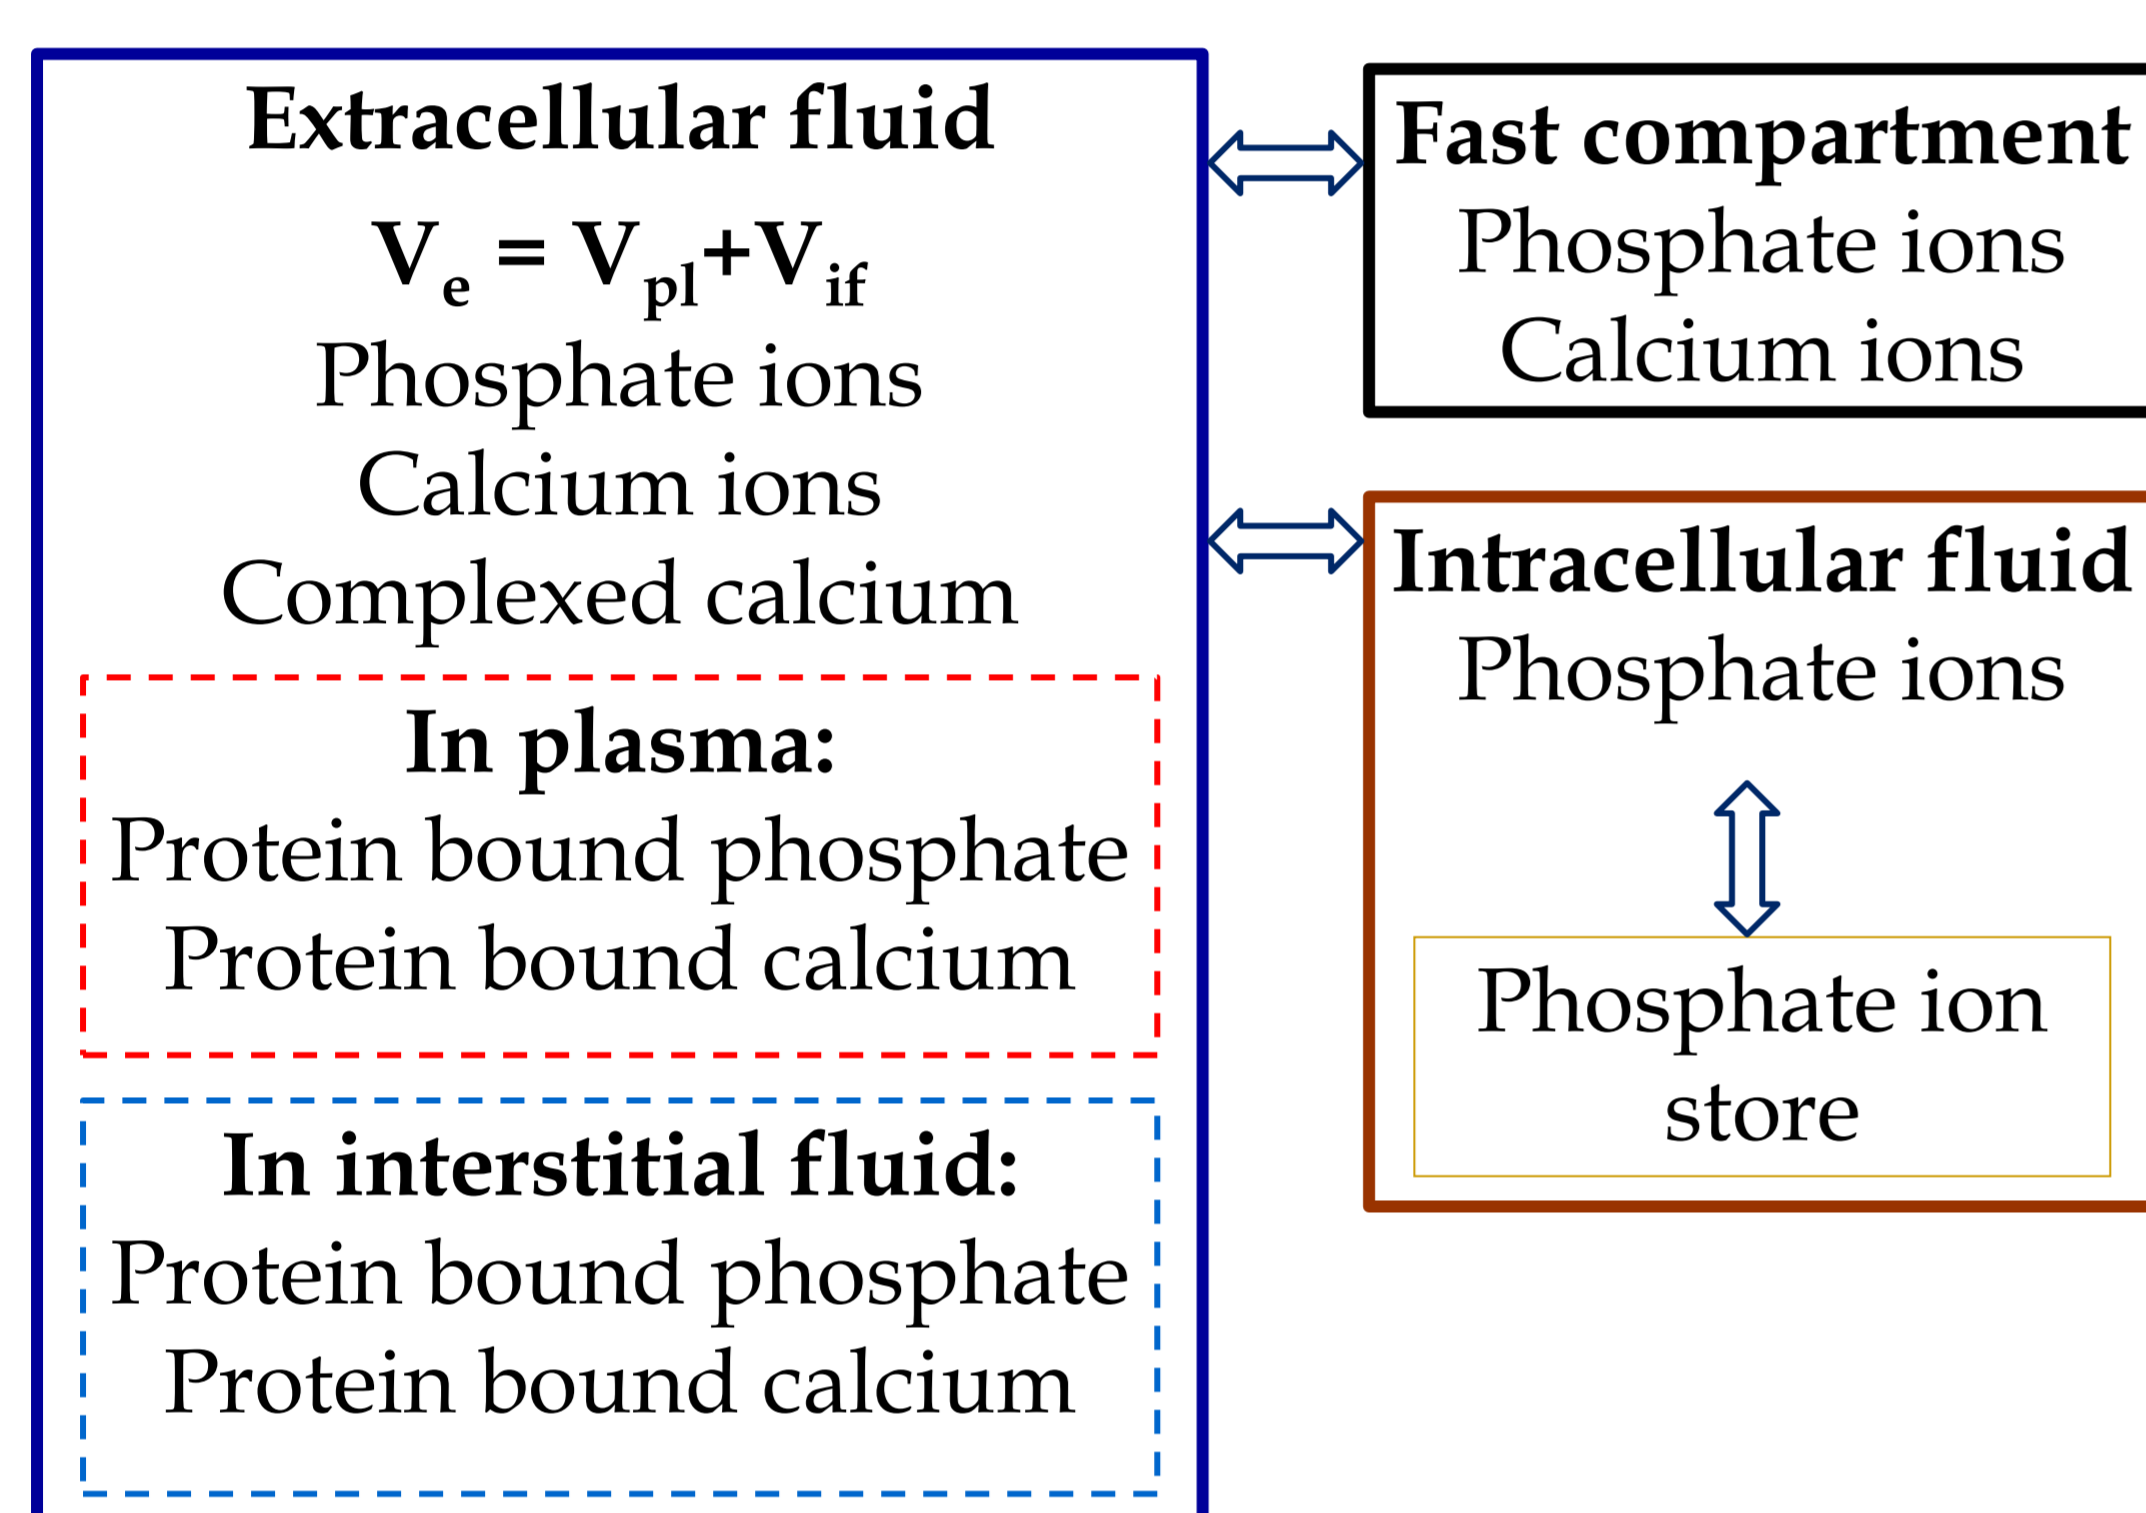 Extracellular fluid
Ve = Vpl+Vif
Phosphate ions
Calcium ions
Complexed calcium
In plasma:
Protein bound phosphate
Protein bound calcium
In interstitial fluid:
Protein bound phosphate
Protein bound calcium
Fast compartment
Phosphate ions
Calcium ions
Intracellular fluid
Phosphate ions
Phosphate ion
store